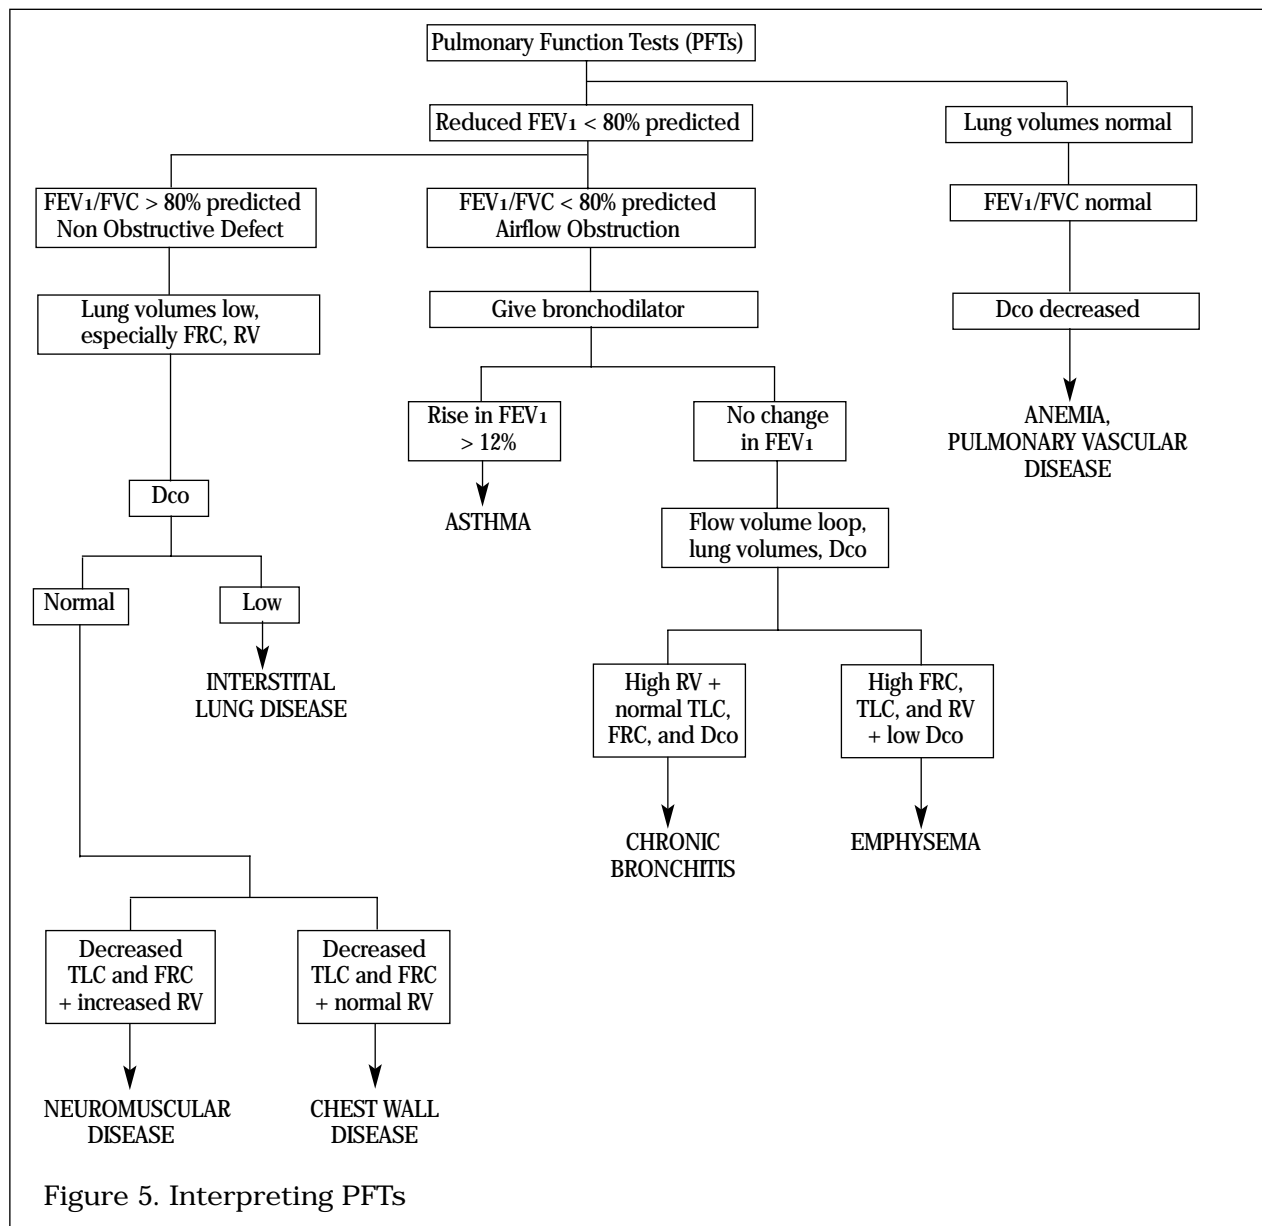 Pulmonary Function Tests (PFTs)
Reduced FEV1 < 80% predicted
Lung volumes normal
FEV1/FVC > 80% predicted
Non Obstructive Defect
FEV1/FVC < 80% predicted
Airflow Obstruction
FEV1/FVC normal
Lung volumes low,
especially FRC, RV
Give bronchodilator
Dco decreased
Rise in FEV1
> 12%
No change
in FEV1
ANEMIA,
PULMONARY VASCULAR
DISEASE
Dco
ASTHMA
Flow volume loop,
lung volumes, Dco
Normal
Low
INTERSTITAL
LUNG DISEASE
High RV +
normal TLC,
FRC, and Dco
High FRC,
TLC, and RV
+ low Dco
CHRONIC
BRONCHITIS
EMPHYSEMA
Decreased
TLC and FRC
+ increased RV
Decreased
TLC and FRC
+ normal RV
NEUROMUSCULAR
DISEASE
CHEST WALL
DISEASE
Figure 5. Interpreting PFTs